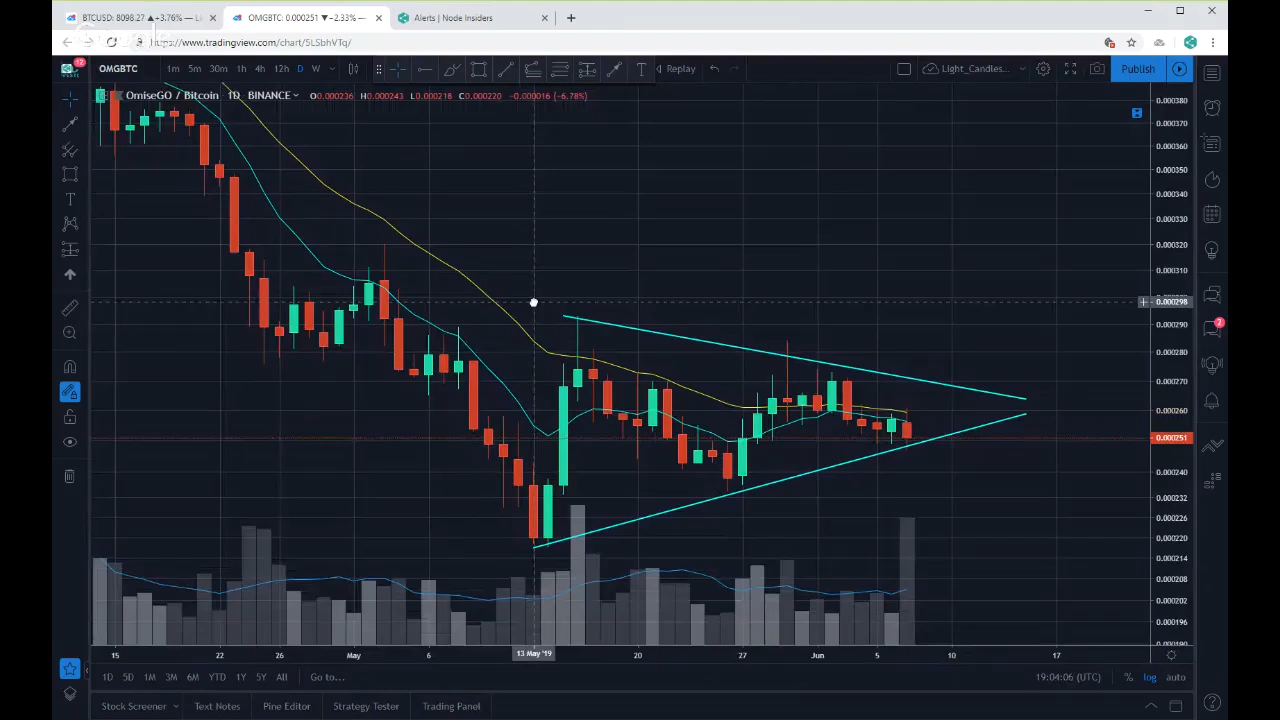 BTCUSD: 8098.27 ▲+3.76% — Li
OMGBTC: 0.000251 ▼−2.33% —
Alerts | Node Insiders
https://www.tradingview.com/chart/5LSbhVTq/
12
OMGBTC 1m 5m 30m 1h 4h 12h D W Replay Light_Candles... Publish
OmiseGO / Bitcoin 1D BINANCE O0.000236 H0.000243 L0.000218 C0.000220 −0.000016 (−6.78%)
0.000380
0.000370
0.000360
0.000350
0.000340
0.000330
0.000320
0.000310
0.000298
0.000290
2
0.000280
0.000270
0.000260
0.000251
0.000240
0.000232
0.000226
0.000220
0.000214
0.000208
0.000202
0.000196
0.000190
15 22 26 May 6 13 May '19 20 27 Jun 5 10 17
1D 5D 1M 3M 6M YTD 1Y 5Y All Go to... 19:04:06 (UTC) % log auto
Stock Screener Text Notes Pine Editor Strategy Tester Trading Panel